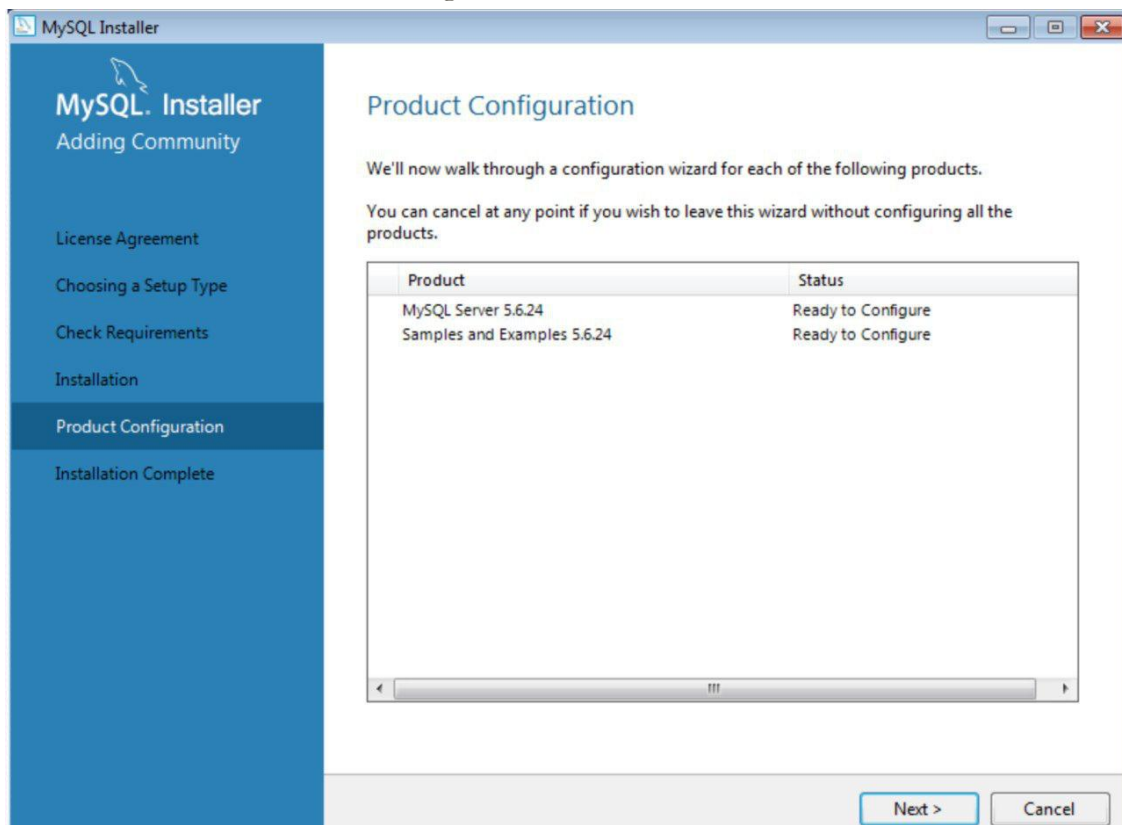 MySQL Installer
MySQL. Installer
Adding Community
License Agreement
Choosing a Setup Type
Check Requirements
Installation
Product Configuration
Installation Complete
Product Configuration
We'll now walk through a configuration wizard for each of the following products.
You can cancel at any point if you wish to leave this wizard without configuring all the
products.
Product Status
MySQL Server 5.6.24 Ready to Configure
Samples and Examples 5.6.24 Ready to Configure
Next > Cancel